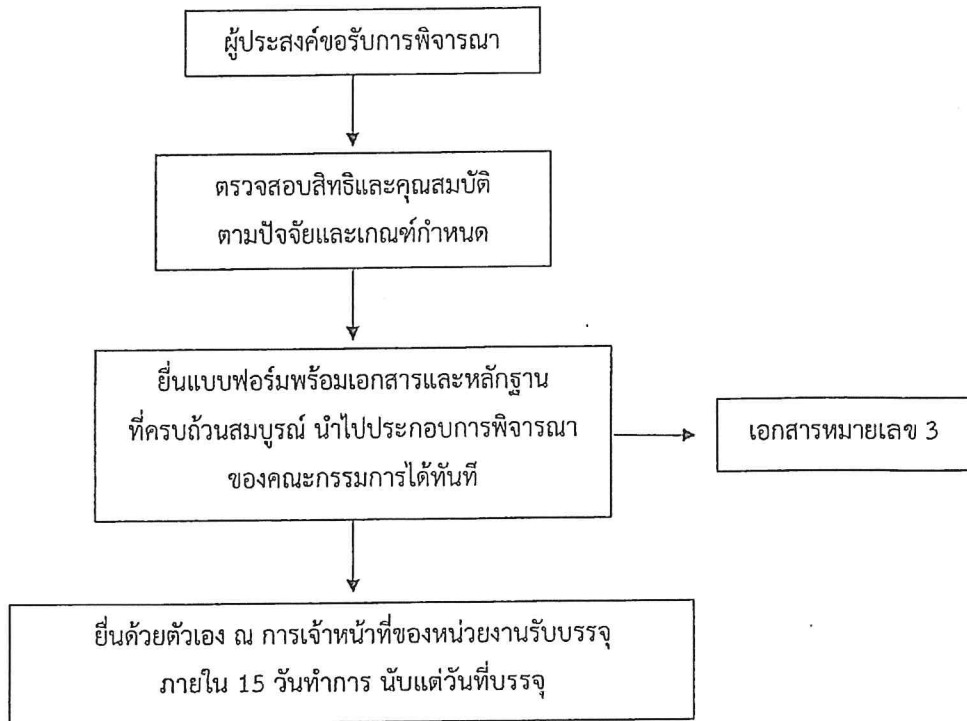 ผู้ประสงค์ขอรับการพิจารณา
ตรวจสอบสิทธิและคุณสมบัติ
ตามปัจจัยและเกณฑ์กำหนด
ยื่นแบบฟอร์มพร้อมเอกสารและหลักฐาน
ที่ครบถ้วนสมบูรณ์ นำไปประกอบการพิจารณา
ของคณะกรรมการได้ทันที
เอกสารหมายเลข 3
ยื่นด้วยตัวเอง ณ การเจ้าหน้าที่ของหน่วยงานรับบรรจุ
ภายใน 15 วันทำการ นับแต่วันที่บรรจุ